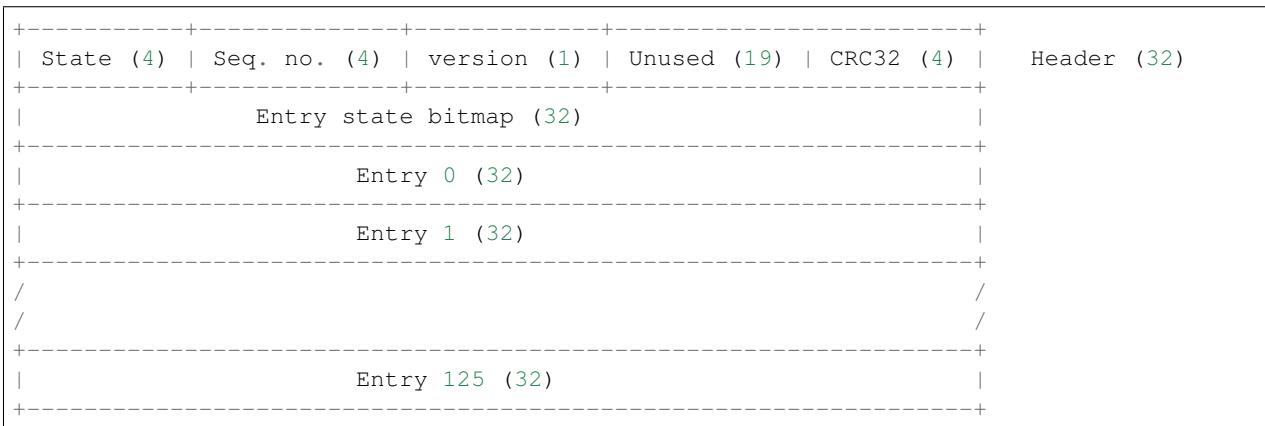 +-----------+--------------+-------------+-------------------------+
| State (4) | Seq. no. (4) | version (1) | Unused (19) | CRC32 (4) |   Header (32)
+-----------+--------------+-------------+-------------------------+
|                Entry state bitmap (32)                           |
+------------------------------------------------------------------+
|                       Entry 0 (32)                               |
+------------------------------------------------------------------+
|                       Entry 1 (32)                               |
+------------------------------------------------------------------+
/                                                                  /
/                                                                  /
+------------------------------------------------------------------+
|                       Entry 125 (32)                             |
+------------------------------------------------------------------+